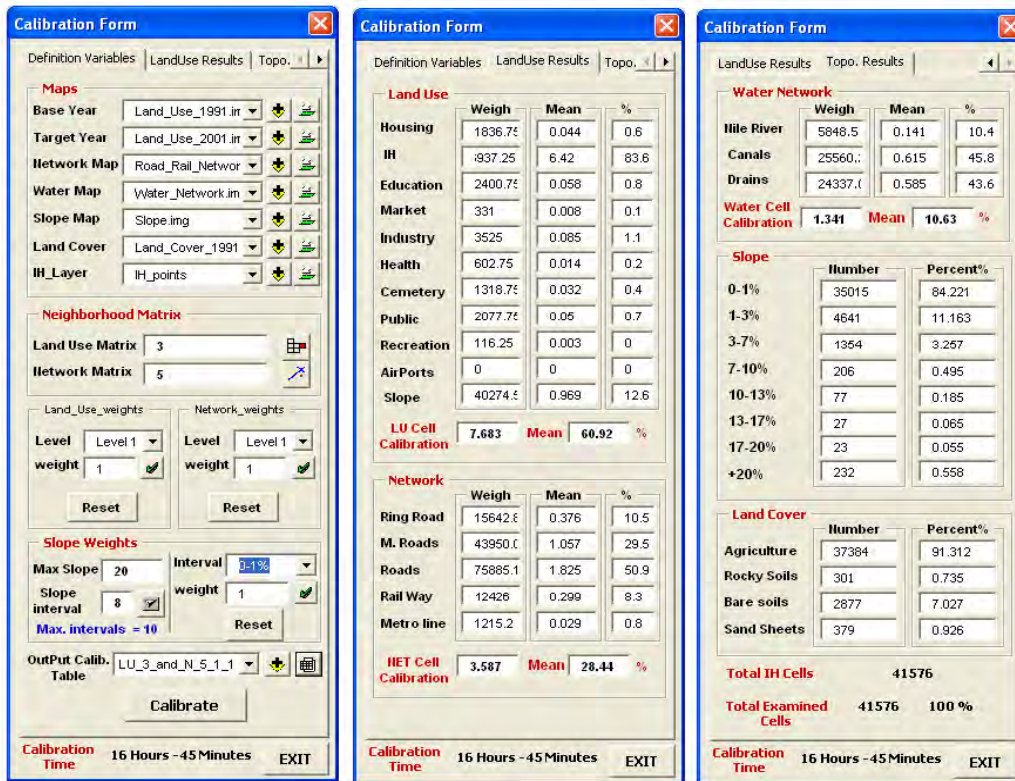 Calibration Form
Definition Variables LandUse Results Topo.
Maps
Base Year Land_Use_1991.im
Target Year Land_Use_2001.im
Network Map Road_Rail_Networ
Water Map Water_Network.im
Slope Map Slope.img
Land Cover Land_Cover_1991
IH_Layer IH_points
Neighborhood Matrix
Land Use Matrix 3
Network Matrix 5
Land_Use_weights Network_weights
Level Level 1 Level Level 1
weight 1 weight 1
Reset Reset
Slope Weights
Max Slope 20 Interval 0-1%
Slope interval 8 weight 1
Max. intervals = 10 Reset
OutPut Calib. Table LU_3_and_N_5_1_1
Calibrate
Calibration Time 16 Hours -45 Minutes EXIT
Calibration Form
Definition Variables LandUse Results Topo.
Land Use
Weigh Mean %
Housing 1836.75 0.044 0.6
IH 937.25 6.42 83.6
Education 2400.75 0.058 0.8
Market 331 0.008 0.1
Industry 3525 0.085 1.1
Health 602.75 0.014 0.2
Cemetery 1318.75 0.032 0.4
Public 2077.75 0.05 0.7
Recreation 116.25 0.003 0
AirPorts 0 0 0
Slope 40274.5 0.969 12.6
LU Cell Calibration 7.683 Mean 60.92 %
Network
Weigh Mean %
Ring Road 15642.8 0.376 10.5
M. Roads 43950.0 1.057 29.5
Roads 75885.1 1.825 50.9
Rail Way 12426 0.299 8.3
Metro line 1215.2 0.029 0.8
NET Cell Calibration 3.587 Mean 28.44 %
Calibration Time 16 Hours -45 Minutes EXIT
Calibration Form
LandUse Results Topo. Results
Water Network
Weigh Mean %
Nile River 5848.5 0.141 10.4
Canals 25560. 0.615 45.8
Drains 24337. 0.585 43.6
Water Cell Calibration 1.341 Mean 10.63 %
Slope
Number Percent%
0-1% 35015 84.221
1-3% 4641 11.163
3-7% 1354 3.257
7-10% 206 0.495
10-13% 77 0.185
13-17% 27 0.065
17-20% 23 0.055
+20% 232 0.558
Land Cover
Number Percent%
Agriculture 37384 91.312
Rocky Soils 301 0.735
Bare soils 2877 7.027
Sand Sheets 379 0.926
Total IH Cells 41576
Total Examined Cells 41576 100 %
Calibration Time 16 Hours -45 Minutes EXIT